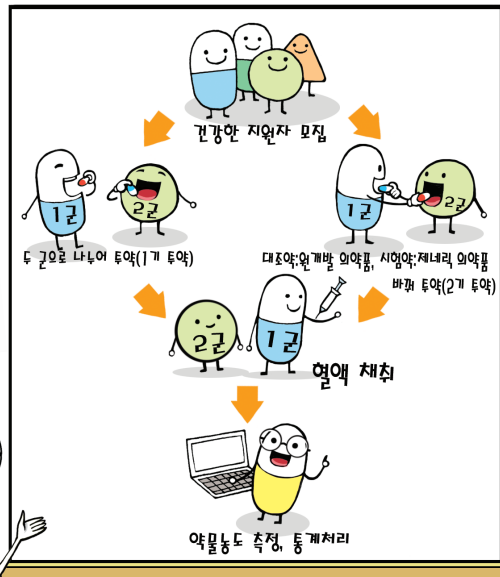 건강한 지원자 모집
1군
2군
두 군으로 나누어 투약(1기 투약)
1군
2군
대조약:원개발 의약품, 시험약:제네릭 의약품
바꿔 투약(2기 투약)
2군
1군
혈액 채취
약물농도 측정, 통계처리